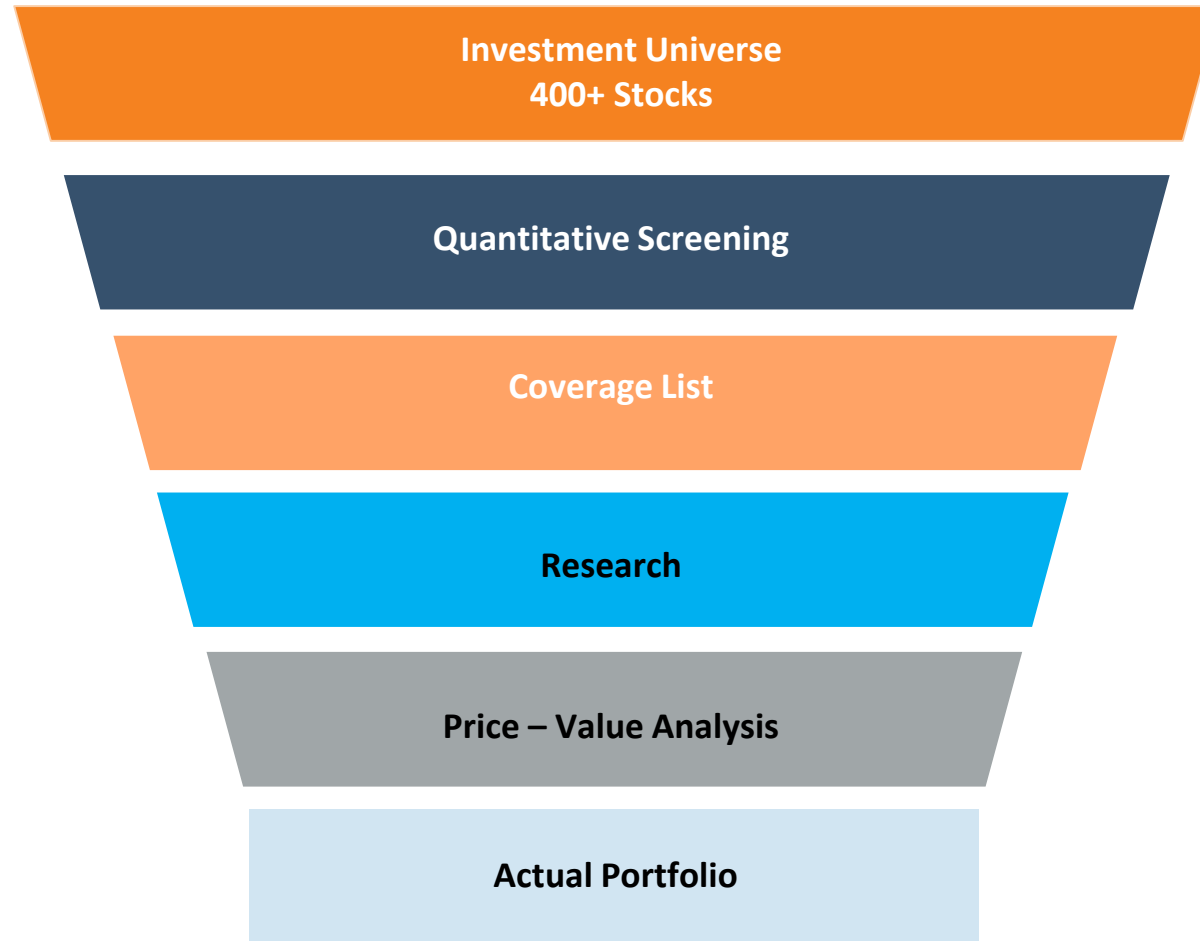 Investment Universe
400+ Stocks
Quantitative Screening
Coverage List
Research
Price – Value Analysis
Actual Portfolio